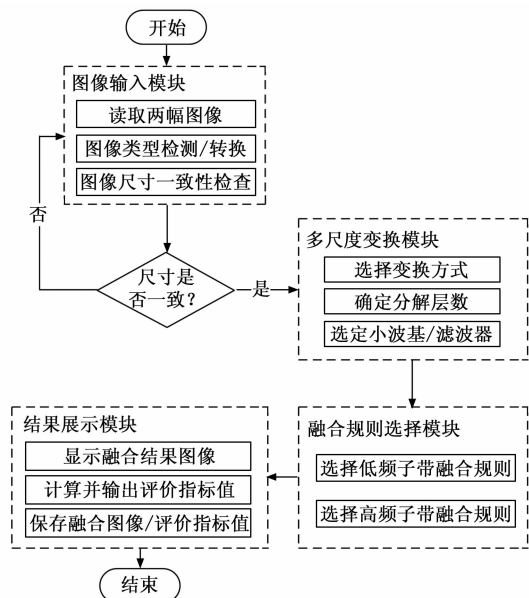 开始
图像输入模块
读取两幅图像
图像类型检测/转换
图像尺寸一致性检查
否
尺寸是
否一致？
是
多尺度变换模块
选择变换方式
确定分解层数
选定小波基/滤波器
融合规则选择模块
选择低频子带融合规则
选择高频子带融合规则
结果展示模块
显示融合结果图像
计算并输出评价指标值
保存融合图像/评价指标值
结束